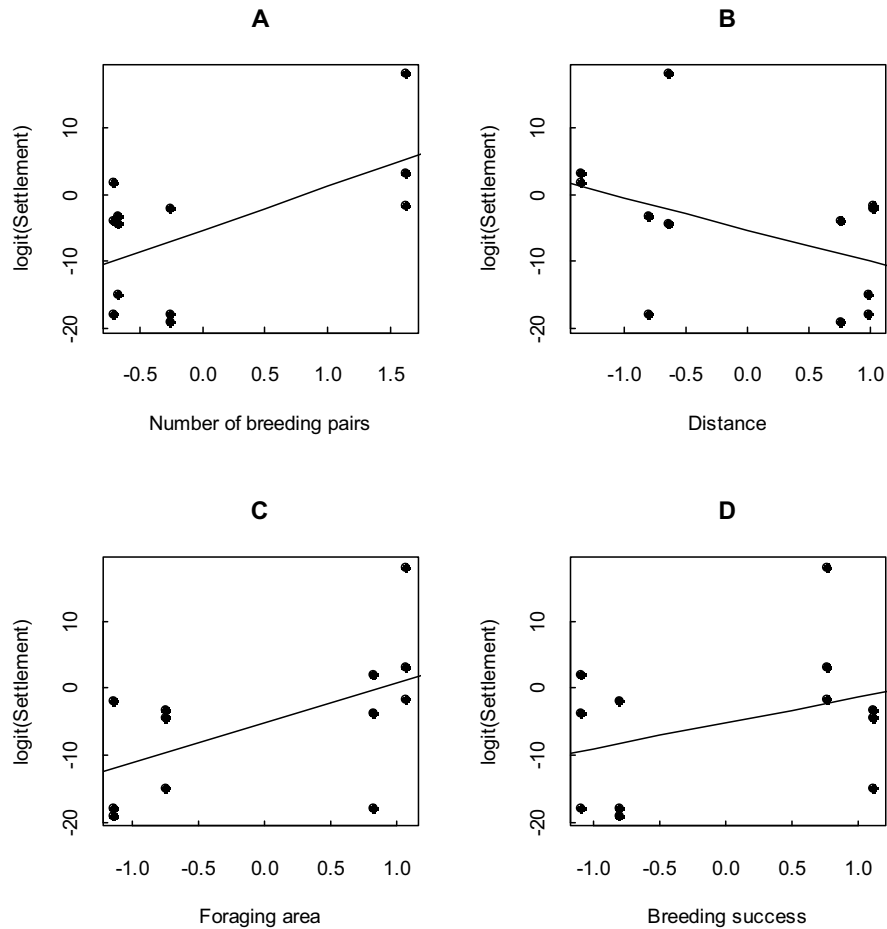 A
B
logit(Settlement)
10
0
-10
-20
-0.5 0.0 0.5 1.0 1.5
Number of breeding pairs
logit(Settlement)
10
0
-10
-20
-1.0 -0.5 0.0 0.5 1.0
Distance
C
D
logit(Settlement)
10
0
-10
-20
-1.0 -0.5 0.0 0.5 1.0
Foraging area
logit(Settlement)
10
0
-10
-20
-1.0 -0.5 0.0 0.5 1.0
Breeding success